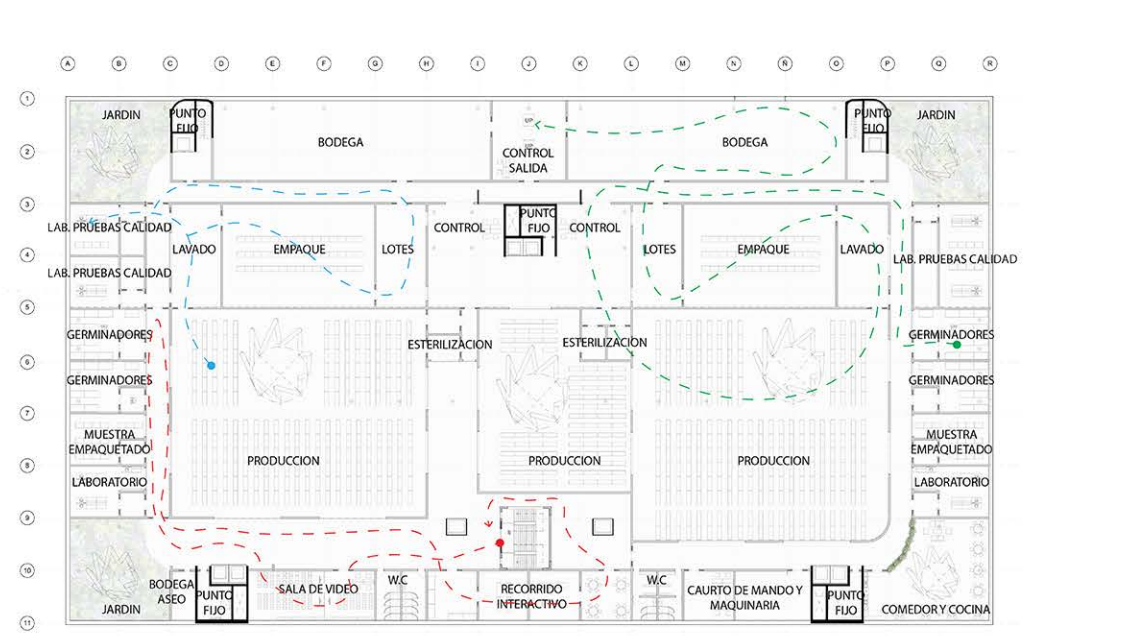 A B C D E F G H I J K L M N Ñ O P Q R
1
JARDIN
PUNTO
FIJO
BODEGA
UP
CONTROL
SALIDA
BODEGA
PUNTO
FIJO
JARDIN
2
3
LAB. PRUEBAS CALIDAD
LAVADO
EMPAQUE
LOTES
CONTROL
PUNTO
FIJO
CONTROL
LOTES
EMPAQUE
LAVADO
LAB. PRUEBAS CALIDAD
4
LAB. PRUEBAS CALIDAD
5
GERMINADORES
ESTERILIZACION
ESTERILIZACION
GERMINADORES
6
GERMINADORES
GERMINADORES
7
MUESTRA
EMPAQUETADO
PRODUCCION
PRODUCCION
PRODUCCION
MUESTRA
EMPAQUETADO
8
LABORATORIO
LABORATORIO
9
10
JARDIN
BODEGA
ASEO
PUNTO
FIJO
SALA DE VIDEO
W.C
RECORRIDO
INTERACTIVO
W.C
CAURTO DE MANDO Y
MAQUINARIA
PUNTO
FIJO
COMEDOR Y COCINA
11